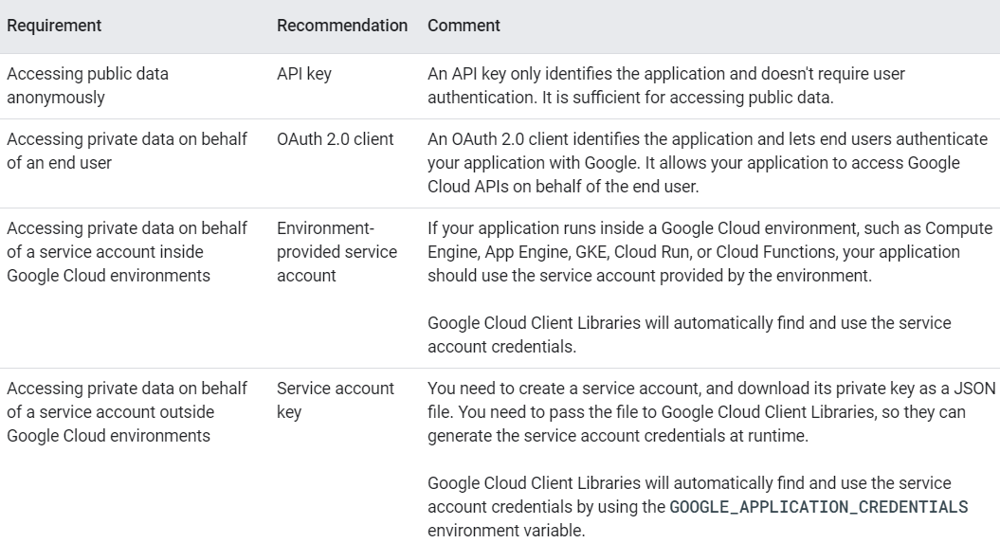 Requirement Recommendation Comment
Accessing public data
anonymously
API key
An API key only identifies the application and doesn't require user
authentication. It is sufficient for accessing public data.
Accessing private data on behalf
of an end user
OAuth 2.0 client
An OAuth 2.0 client identifies the application and lets end users authenticate
your application with Google. It allows your application to access Google
Cloud APIs on behalf of the end user.
Accessing private data on behalf
of a service account inside
Google Cloud environments
Environment-
provided service
account
If your application runs inside a Google Cloud environment, such as Compute
Engine, App Engine, GKE, Cloud Run, or Cloud Functions, your application
should use the service account provided by the environment.
Google Cloud Client Libraries will automatically find and use the service
account credentials.
Accessing private data on behalf
of a service account outside
Google Cloud environments
Service account
key
You need to create a service account, and download its private key as a JSON
file. You need to pass the file to Google Cloud Client Libraries, so they can
generate the service account credentials at runtime.
Google Cloud Client Libraries will automatically find and use the service
account credentials by using the GOOGLE_APPLICATION_CREDENTIALS
environment variable.